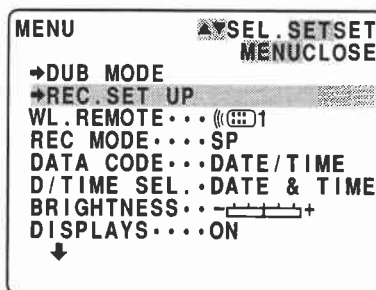 MENU ▲▼SEL. SETSET
MENUCLOSE
➔DUB MODE
➔REC.SET UP
WL.REMOTE···1
REC MODE····SP
DATA CODE····DATE/TIME
D/TIME SEL.·DATE & TIME
BRIGHTNESS··-+
DISPLAYS····ON